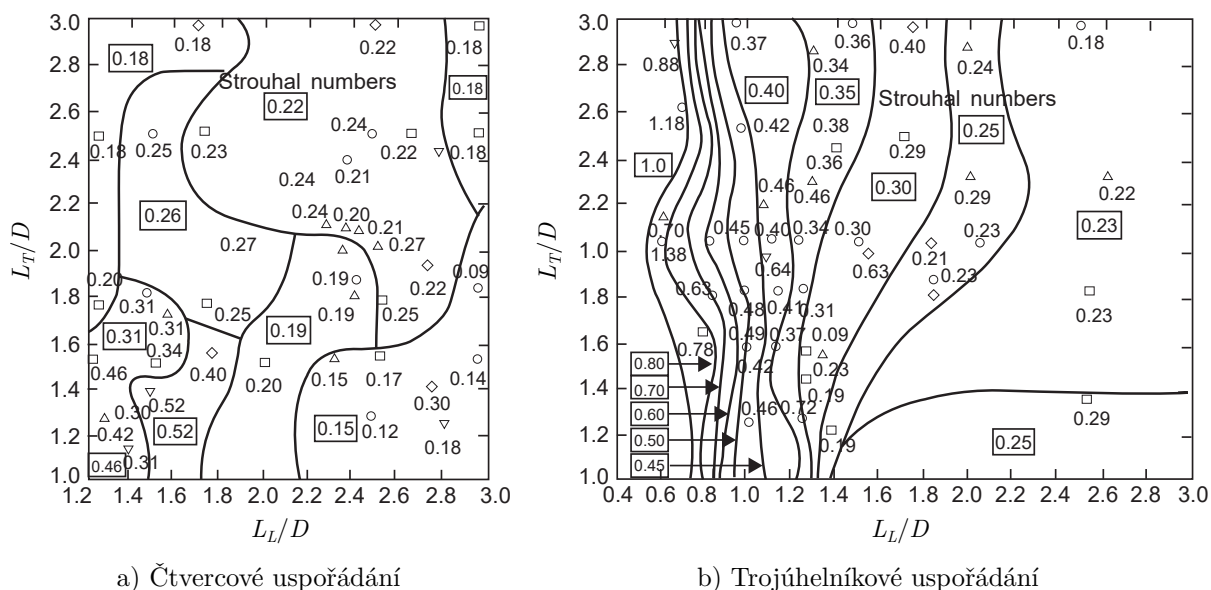 3.0
2.8
2.6
2.4
2.2
2.0
1.8
1.6
1.4
1.2
1.0
L_T/D
0.18 0.22 0.18
0.18
Strouhal numbers
0.22 0.18
0.24
0.18 0.25 0.23 0.22 0.18
0.21
0.24
0.26 0.24 0.20 0.21
0.27 0.27
0.20 0.19 0.22 0.09
0.31 0.25 0.19 0.25
0.31 0.31 0.19
0.34
0.46 0.40 0.20 0.15 0.17 0.14
0.30 0.52 0.30
0.42 0.52 0.15 0.12 0.18
0.46 0.31
1.2 1.4 1.6 1.8 2.0 2.2 2.4 2.6 2.8 3.0
L_L/D
a) Čtvercové uspořádání
3.0
2.8
2.6
2.4
2.2
2.0
1.8
1.6
1.4
1.2
1.0
L_T/D
0.37 0.36 0.40 0.18
0.88 0.34 0.24
0.40 0.35
Strouhal numbers
1.18 0.42 0.38 0.25
0.29
1.0 0.36
0.46 0.46 0.30 0.29 0.22
0.70 0.45 0.40 0.34 0.30 0.23 0.23
1.38 0.64 0.63 0.21 0.23
0.63
0.48 0.41 0.31 0.23
0.78 0.49 0.37 0.09
0.80 0.42 0.23
0.70 0.19
0.60 0.46 0.72 0.29
0.50 0.19 0.25
0.45
0.4 0.6 0.8 1.0 1.2 1.4 1.6 1.8 2.0 2.2 2.4 2.6 2.8 3.0
L_L/D
b) Trojúhelníkové uspořádání